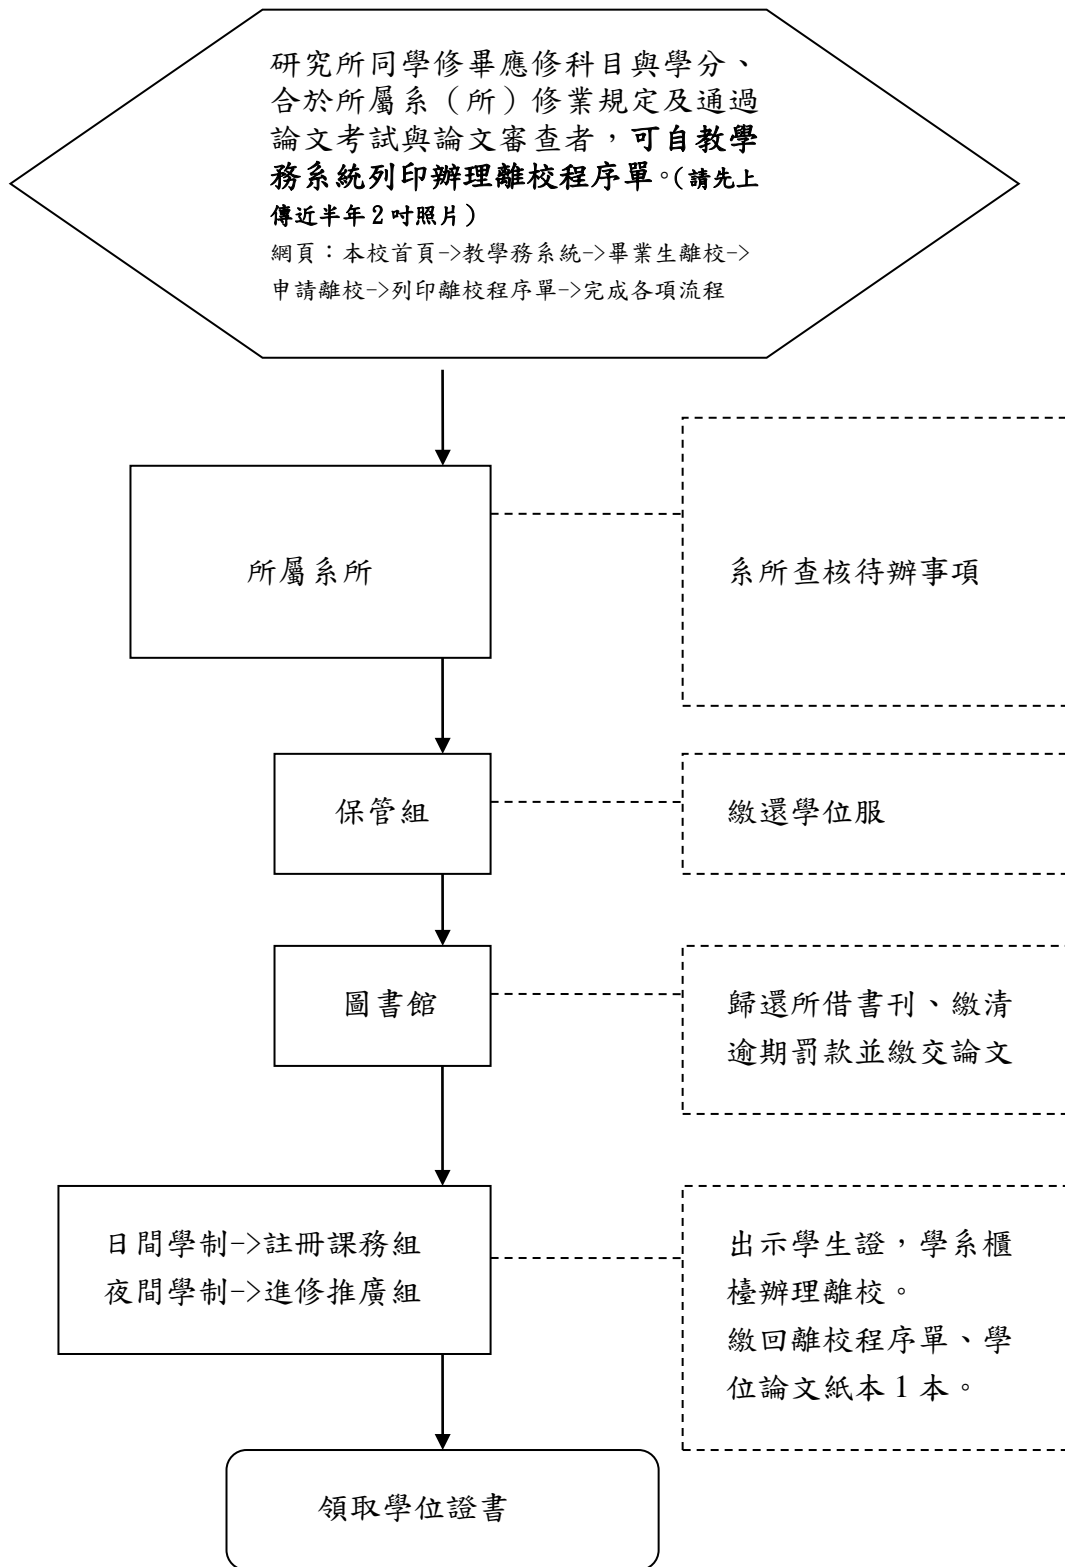 研究所同學修畢應修科目與學分、
合於所屬系（所）修業規定及通過
論文考試與論文審查者，可自教學
務系統列印辦理離校程序單。(請先上
傳近半年2吋照片)
網頁：本校首頁->教學務系統->畢業生離校->
申請離校->列印離校程序單->完成各項流程
所屬系所
系所查核待辦事項
保管組
繳還學位服
圖書館
歸還所借書刊、繳清
逾期罰款並繳交論文
日間學制->註冊課務組
夜間學制->進修推廣組
出示學生證，學系櫃
檯辦理離校。
繳回離校程序單、學
位論文紙本1本。
領取學位證書